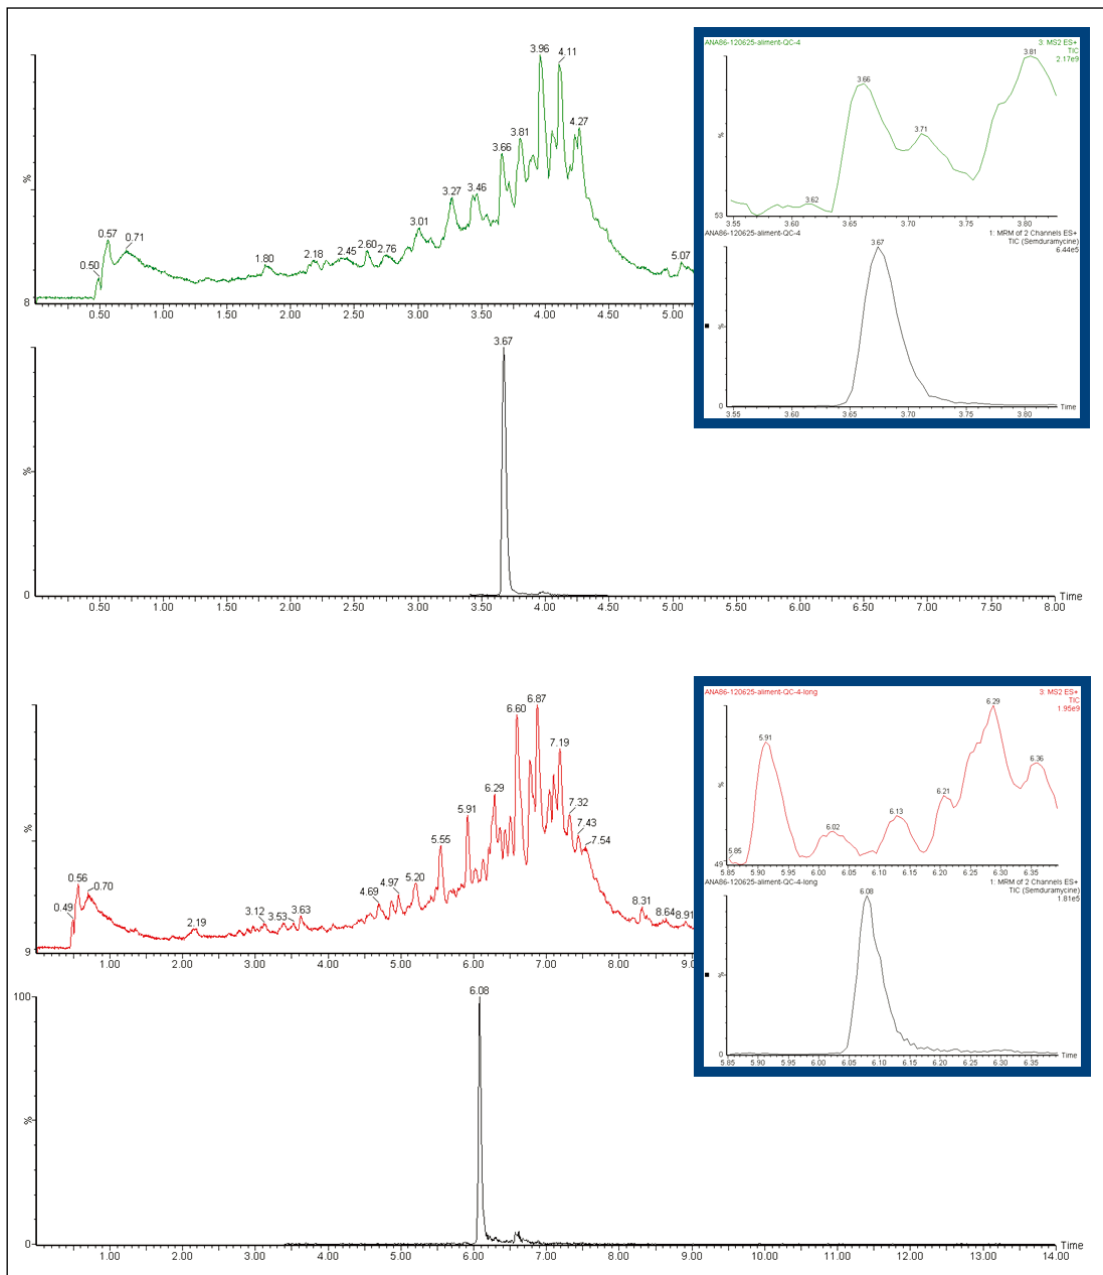 3.96
4.11
4.27
3.81
3.66
3.46
3.27
3.01
2.76
2.60
2.45
2.18
1.80
0.71
0.57
0.50
%
8
0.50 1.00 1.50 2.00 2.50 3.00 3.50 4.00 4.50 5.00
ANA86-120625-aliment-QC-4
3: MS2 ES+
TIC
2.17e9
3.81
3.66
3.71
3.62
%
53
3.55 3.60 3.65 3.70 3.75 3.80
ANA86-120625-aliment-QC-4
1: MRM of 2 Channels ES+
TIC (Semduramycine)
6.44e5
3.67
%
0
3.55 3.60 3.65 3.70 3.75 3.80 Time
3.67
%
0
0.50 1.00 1.50 2.00 2.50 3.00 3.50 4.00 4.50 5.00 5.50 6.00 6.50 7.00 7.50 8.00 Time
5.07
6.87
6.60
7.19
7.32
7.43
7.54
6.29
5.91
5.55
5.20
4.97
4.69
3.63
3.53
3.12
2.19
0.70
0.56
0.49
8.31
8.64
8.91
%
9
1.00 2.00 3.00 4.00 5.00 6.00 7.00 8.00 9.0
ANA86-120625-aliment-QC-4-long
3: MS2 ES+
TIC
1.95e9
6.29
6.36
6.21
6.13
6.02
5.91
5.85
%
49
5.85 5.90 5.95 6.00 6.05 6.10 6.15 6.20 6.25 6.30 6.35
ANA86-120625-aliment-QC-4-long
1: MRM of 2 Channels ES+
TIC (Semduramycine)
1.81e5
6.08
%
0
5.85 5.90 5.95 6.00 6.05 6.10 6.15 6.20 6.25 6.30 6.35 Time
6.08
100
%
0
1.00 2.00 3.00 4.00 5.00 6.00 7.00 8.00 9.00 10.00 11.00 12.00 13.00 14.00 Time